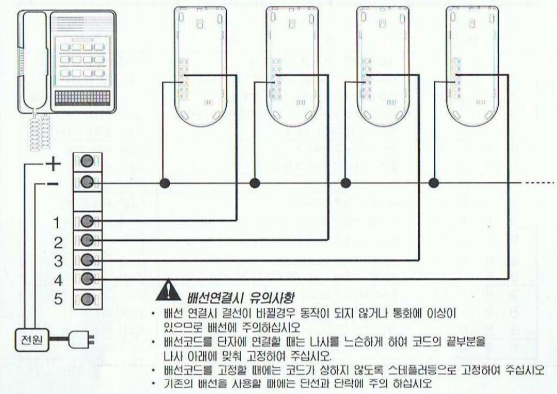 +
-
1
2
3
4
5
전원
배선연결시 유의사항
• 배선 연결시 결선이 바뀔경우 동작이 되지 않거나 통화에 이상이
있으므로 배선에 주의하십시오
• 배선코드를 단자에 연결할 때는 나사를 느슨하게 하여 코드의 끝부분을
나사 아래에 맞춰 고정하여 주십시오.
• 배선코드를 고정할 때에는 코드가 상하지 않도록 스테플러등으로 고정하여 주십시오
• 기존의 배선을 사용할 때에는 단선과 단락에 주의 하십시오